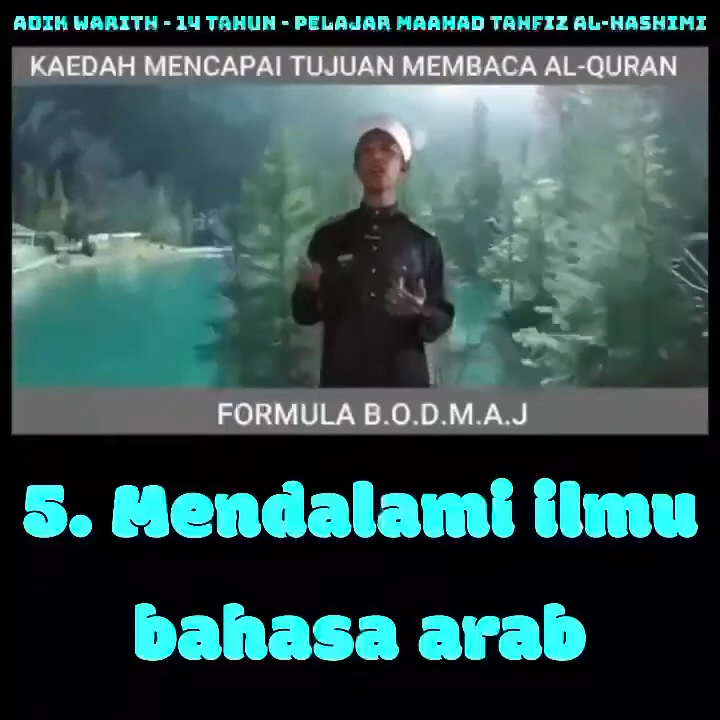 ADIK WARITH - 14 TAHUN - PELAJAR MAAHAD TAHFIZ AL-HASHIMI
KAEDAH MENCAPAI TUJUAN MEMBACA AL-QURAN
FORMULA B.O.D.M.A.J
5. Mendalami ilmu
bahasa arab